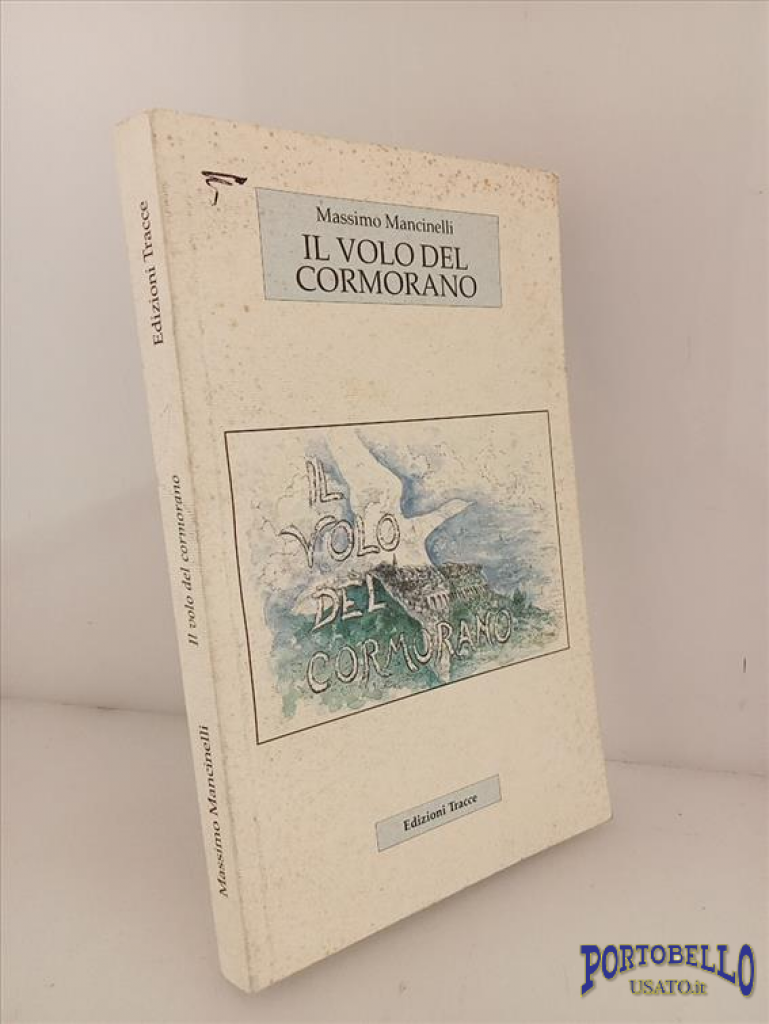 Massimo Mancinelli
IL VOLO DEL
CORMORANO
IL
VOLO
DEL
CORMORANO
Edizioni Tracce
Edizioni Tracce
Il volo del cormorano
Massimo Mancinelli
PORTOBELLO
USATO.it